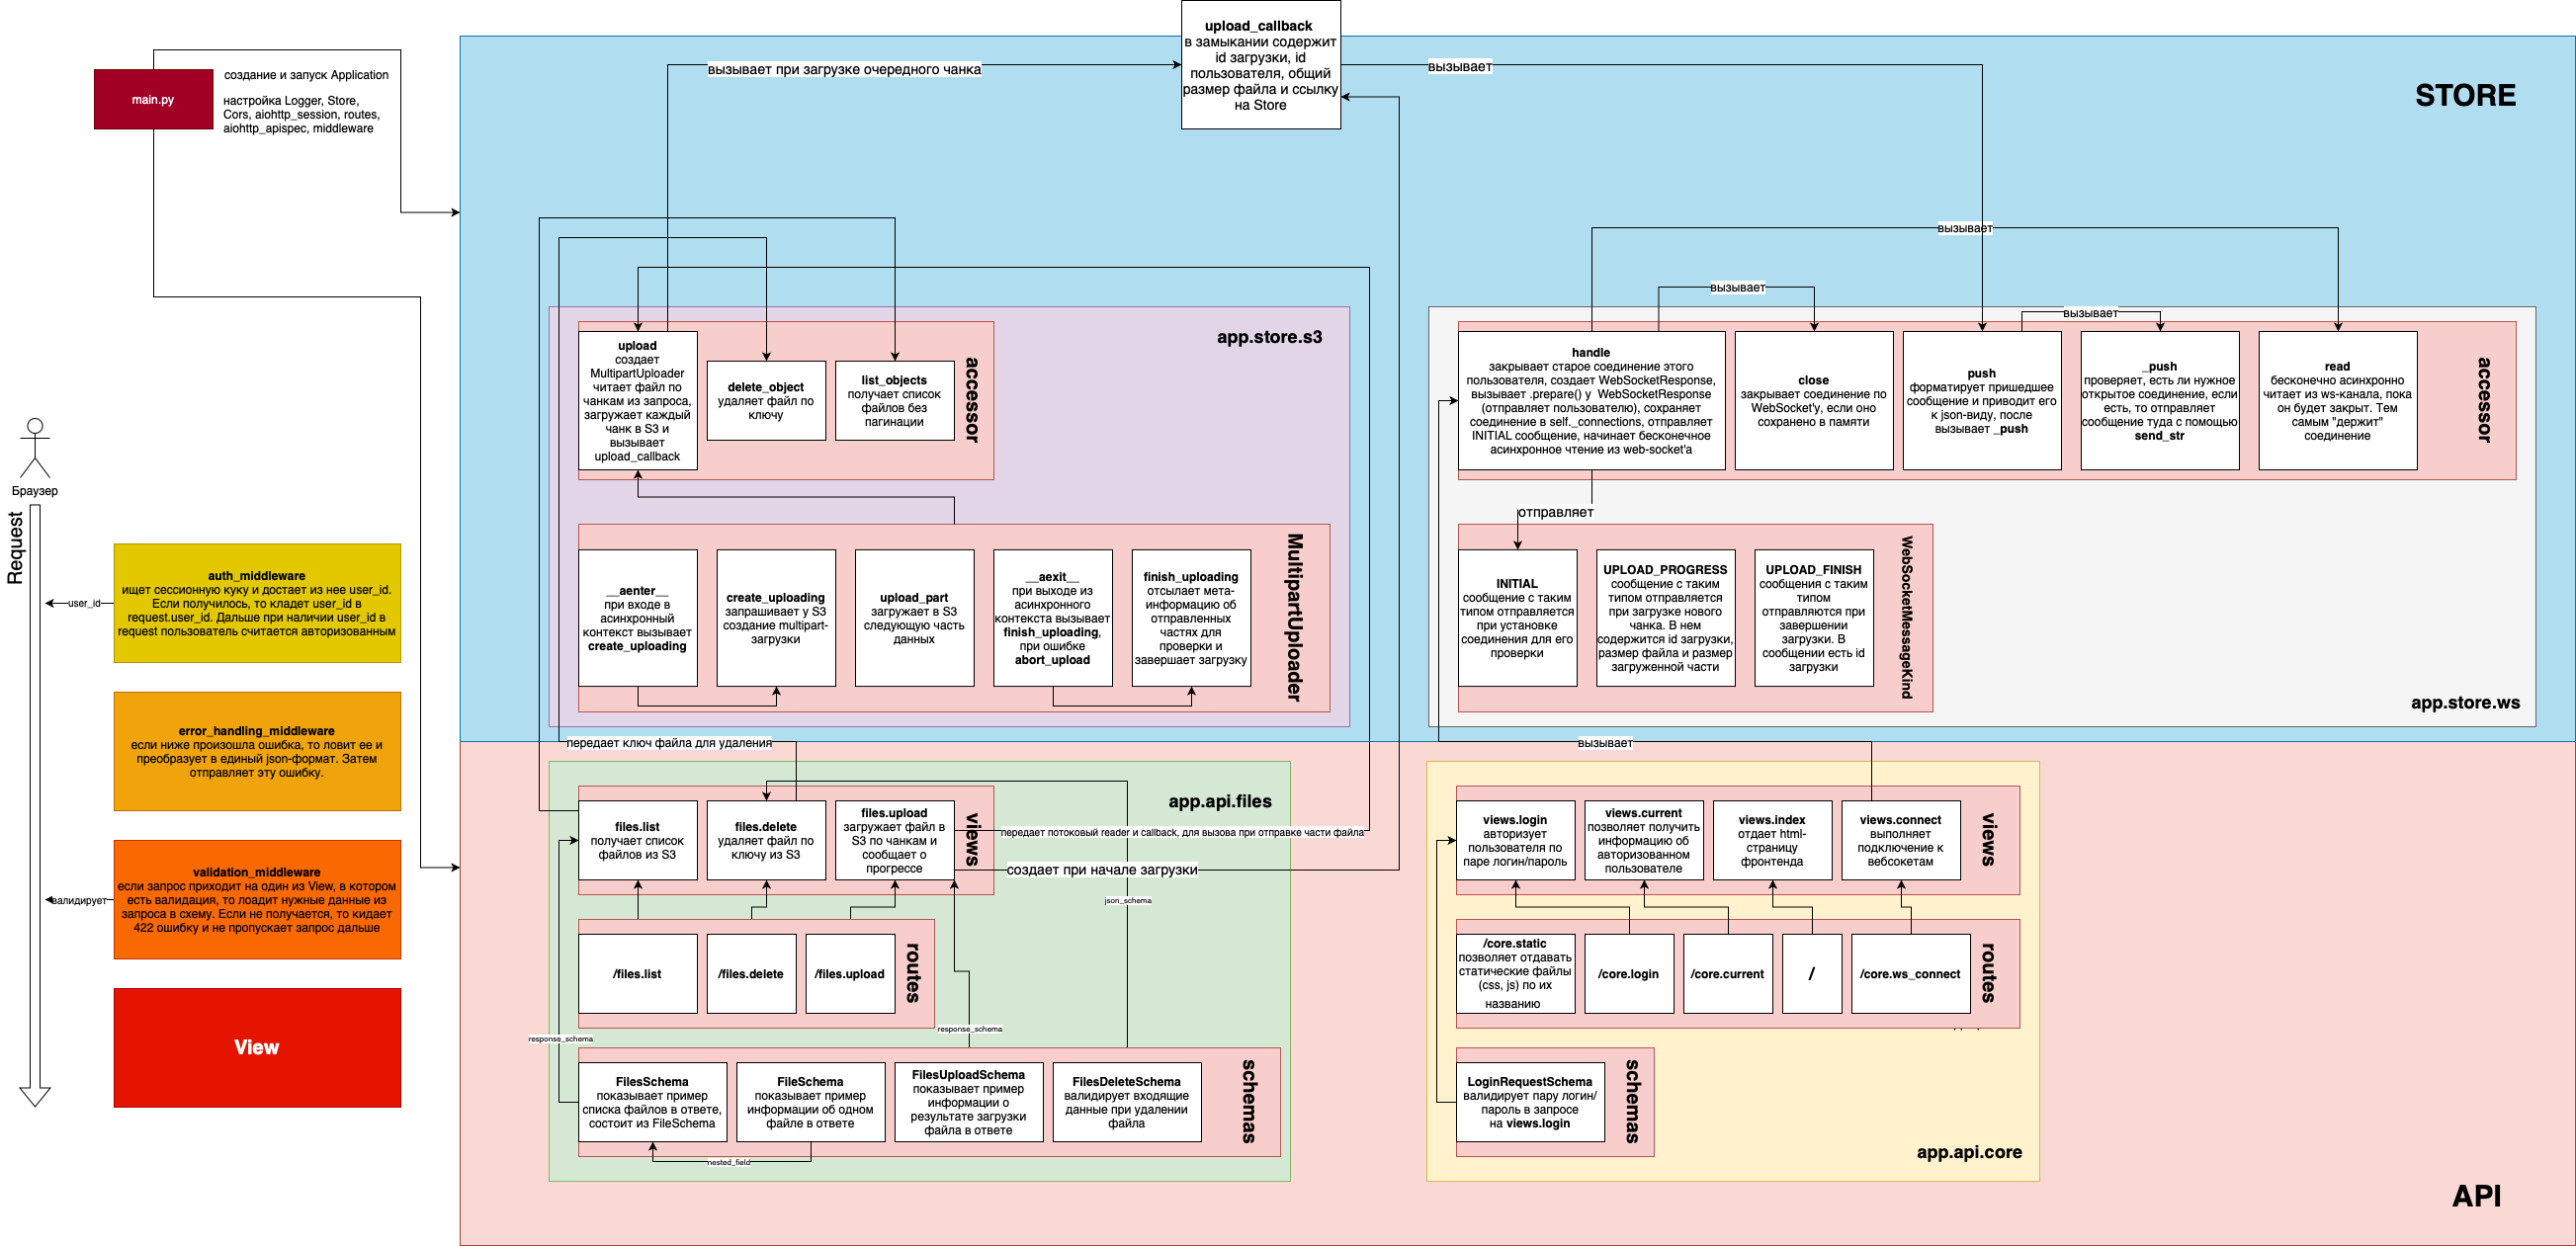 upload_callback
в замыкании содержит
id загрузки, id
пользователя, общий
размер файла и ссылку
на Store
main.py
создание и запуск Application
настройка Logger, Store,
Cors, aiohttp_session, routes,
aiohttp_apispec, middleware
вызывает при загрузке очередного чанка
вызывает
STORE
вызывает
вызывает
вызывает
app.store.s3
upload
создает
MultipartUploader
читает файл по
чанкам из запроса,
загружает каждый
чанк в S3 и
вызывает
upload_callback
delete_object
удаляет файл по
ключу
list_objects
получает список
файлов без
пагинации
accessor
handle
закрывает старое соединение этого
пользователя, создает WebSocketResponse,
вызывает .prepare() у WebSocketResponse
(отправляет пользователю), сохраняет
соединение в self._connections, отправляет
INITIAL сообщение, начинает бесконечное
асинхронное чтение из web-socket'а
close
закрывает соединение по
WebSocket'у, если оно
сохранено в памяти
push
форматирует пришедшее
сообщение и приводит его
к json-виду, после
вызывает _push
_push
проверяет, есть ли нужное
открытое соединение, если
есть, то отправляет
сообщение туда с помощью
send_str
read
бесконечно асинхронно
читает из ws-канала, пока
он будет закрыт. Тем
самым "держит"
соединение
accessor
Браузер
Request
user_id
auth_middleware
ищет сессионную куку и достает из нее user_id.
Если получилось, то кладет user_id в
request.user_id. Дальше при наличии user_id в
request пользователь считается авторизованным
error_handling_middleware
если ниже произошла ошибка, то ловит ее и
преобразует в единый json-формат. Затем
отправляет эту ошибку.
валидирует
validation_middleware
если запрос приходит на один из View, в котором
есть валидация, то лоадит нужные данные из
запроса в схему. Если не получается, то кидает
422 ошибку и не пропускает запрос дальше
View
__aenter__
при входе в
асинхронный
контекст вызывает
create_uploading
create_uploading
запрашивает у S3
создание multipart-
загрузки
upload_part
загружает в S3
следующую часть
данных
__aexit__
при выходе из
асинхронного
контекста вызывает
finish_uploading,
при ошибке
abort_upload
finish_uploading
отсылает мета-
информацию об
отправленных
частях для
проверки и
завершает загрузку
MultipartUploader
отправляет
INITIAL
сообщение с таким
типом отправляется
при установке
соединения для его
проверки
UPLOAD_PROGRESS
сообщение с таким
типом отправляется
при загрузке нового
чанка. В нем
содержится id загрузки,
размер файла и размер
загруженной части
UPLOAD_FINISH
сообщения с таким
типом
отправляются при
завершении
загрузки. В
сообщении есть id
загрузки
WebSocketMessageKind
app.store.ws
передает ключ файла для удаления
вызывает
app.api.files
files.list
получает список
файлов из S3
files.delete
удаляет файл по
ключу из S3
files.upload
загружает файл в
S3 по чанкам и
сообщает о
прогрессе
views
передает потоковый reader и callback, для вызова при отправке части файла
создает при начале загрузки
json_schema
/files.list
/files.delete
/files.upload
routes
response_schema
response_schema
FilesSchema
показывает пример
списка файлов в ответе,
состоит из FileSchema
FileSchema
показывает пример
информации об одном
файле в ответе
FilesUploadSchema
показывает пример
информации о
результате загрузки
файла в ответе
FilesDeleteSchema
валидирует входящие
данные при удалении
файла
schemas
nested_field
views.login
авторизует
пользователя по
паре логин/пароль
views.current
позволяет получить
информацию об
авторизованном
пользователе
views.index
отдает html-
страницу
фронтенда
views.connect
выполняет
подключение к
вебсокетам
views
/core.static
позволяет отдавать
статические файлы
(css, js) по их
названию
/core.login
/core.current
/
/core.ws_connect
routes
LoginRequestSchema
валидирует пару логин/
пароль в запросе
на views.login
schemas
app.api.core
API